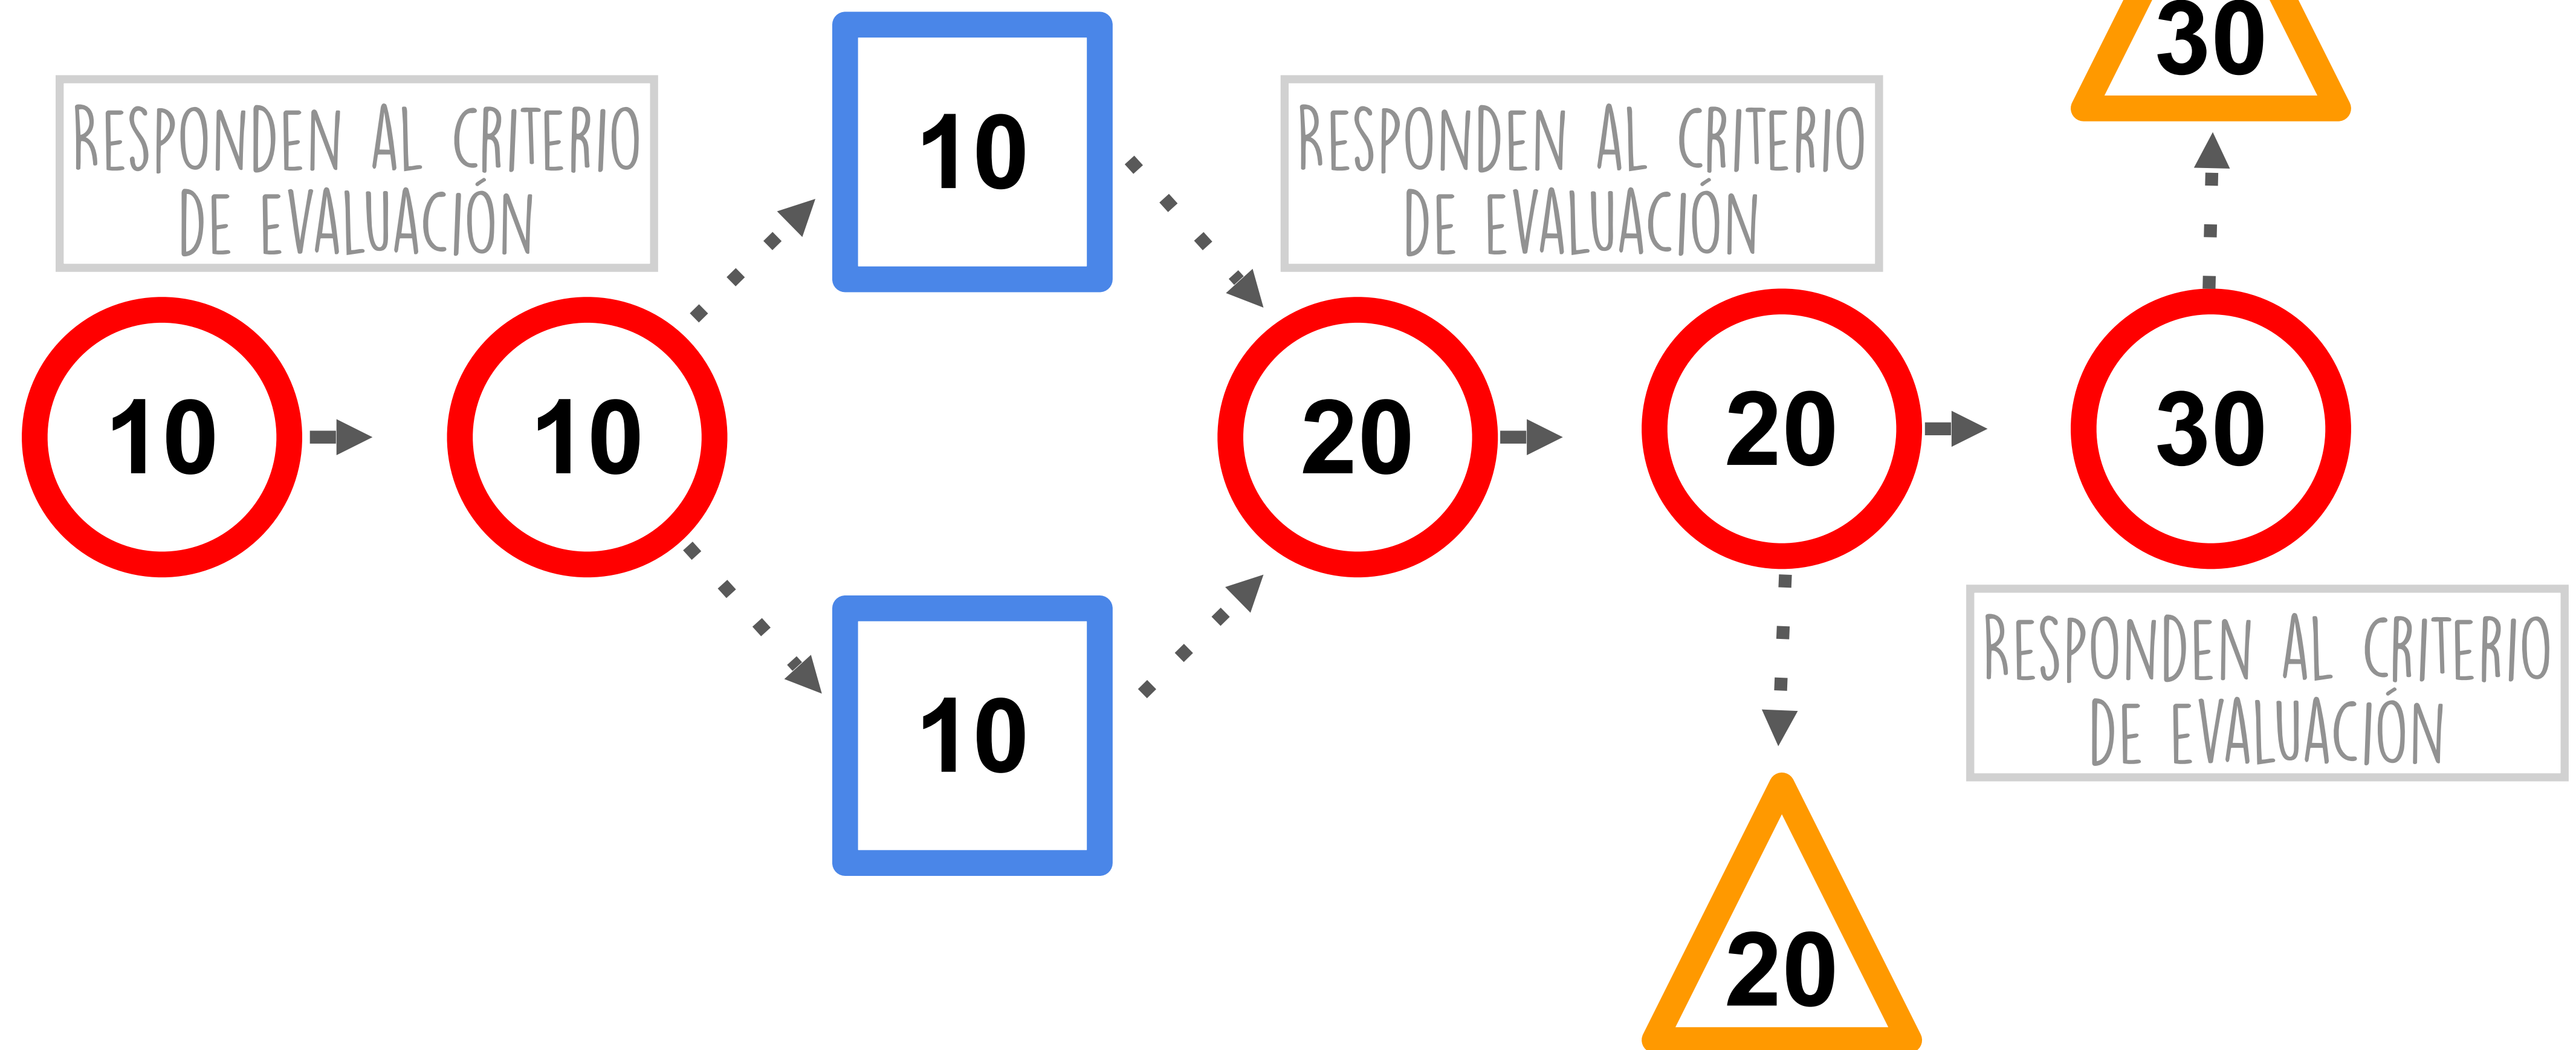 30
10
RESPONDEN AL CRITERIO
DE EVALUACIÓN
RESPONDEN AL CRITERIO
DE EVALUACIÓN
10
10
20
20
30
RESPONDEN AL CRITERIO
DE EVALUACIÓN
10
20